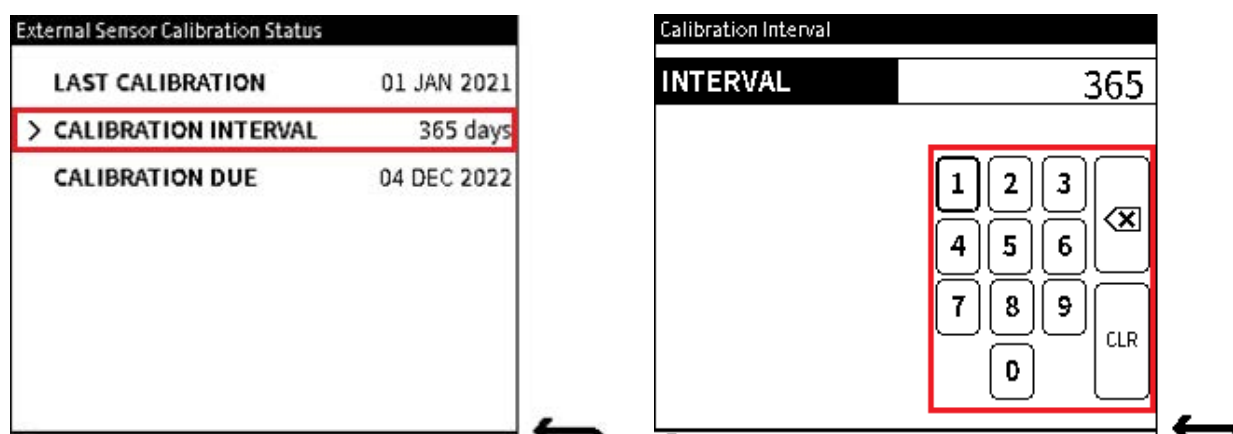 External Sensor Calibration Status
LAST CALIBRATION 01 JAN 2021
> CALIBRATION INTERVAL 365 days
CALIBRATION DUE 04 DEC 2022
Calibration Interval
INTERVAL 365
1 2 3
4 5 6
7 8 9
CLR
0